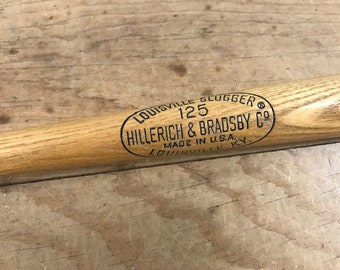 LOUISVILLE SLUGGER®
125
HILLERICH & BRADSBY Cº
MADE IN U.S.A.
LOUISVILLE, KY.